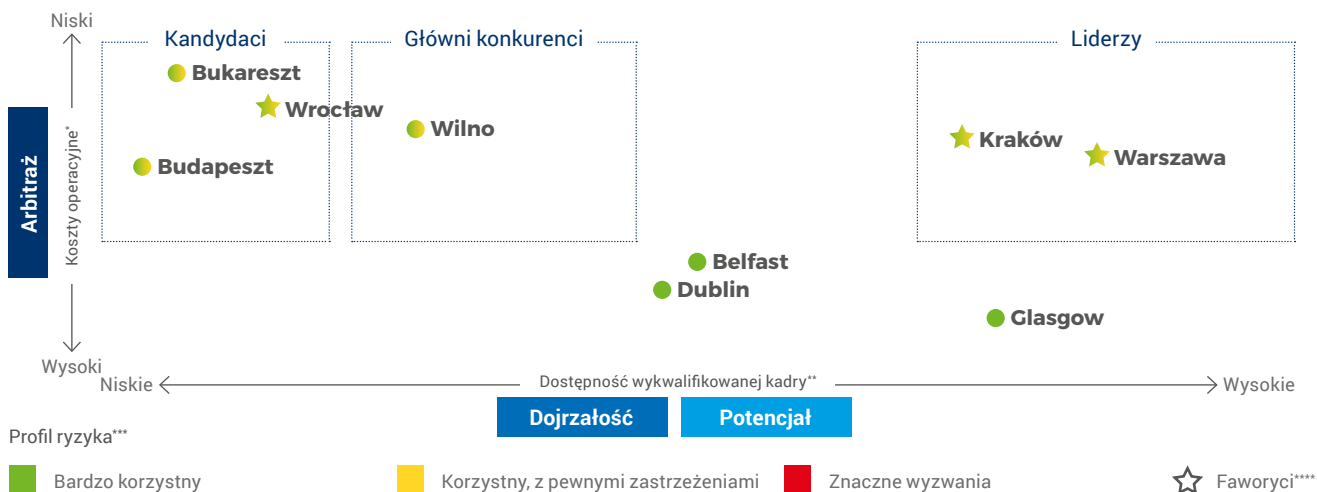 Niski
Kandydaci
Główni konkurenci
Liderzy
Bukareszt
Wrocław
Wilno
Kraków
Warszawa
Budapeszt
Arbitraż
Koszty operacyjne*
Belfast
Dublin
Glasgow
Wysoki
Niskie
Dostępność wykwalifikowanej kadry**
Wysokie
Dojrzałość
Potencjał
Profil ryzyka***
Bardzo korzystny
Korzystny, z pewnymi zastrzeżeniami
Znaczne wyzwania
Faworyci****